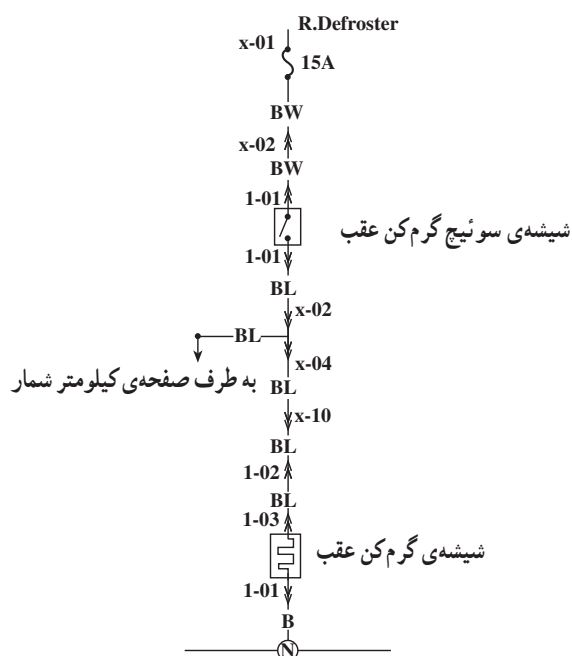 R.Defroster
x-01
15A
BW
x-02
BW
1-01
شیشه‌ی سوئیچ گرم‌کن عقب
1-01
BL
x-02
BL
x-04
به طرف صفحه‌ی کیلومتر شمار
BL
x-10
BL
1-02
BL
1-03
شیشه‌ی گرم‌کن عقب
1-01
B
N